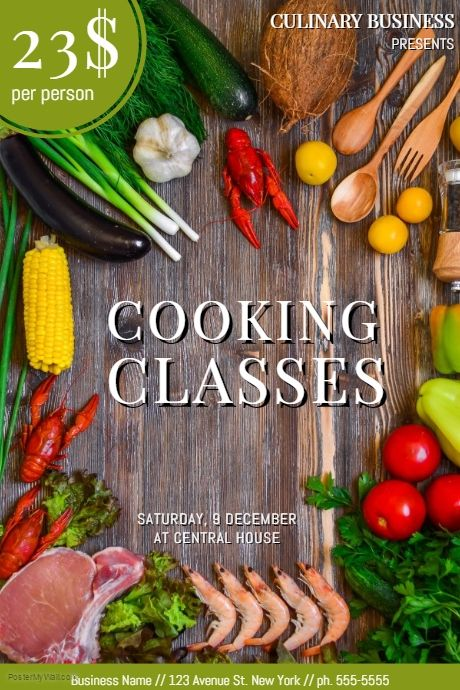 23$
per person
CULINARY BUSINESS
PRESENTS
COOKING
CLASSES
SATURDAY, 9 DECEMBER
AT CENTRAL HOUSE
PosterMyWall.com
Business Name // 123 Avenue St. New York // ph. 555-5555